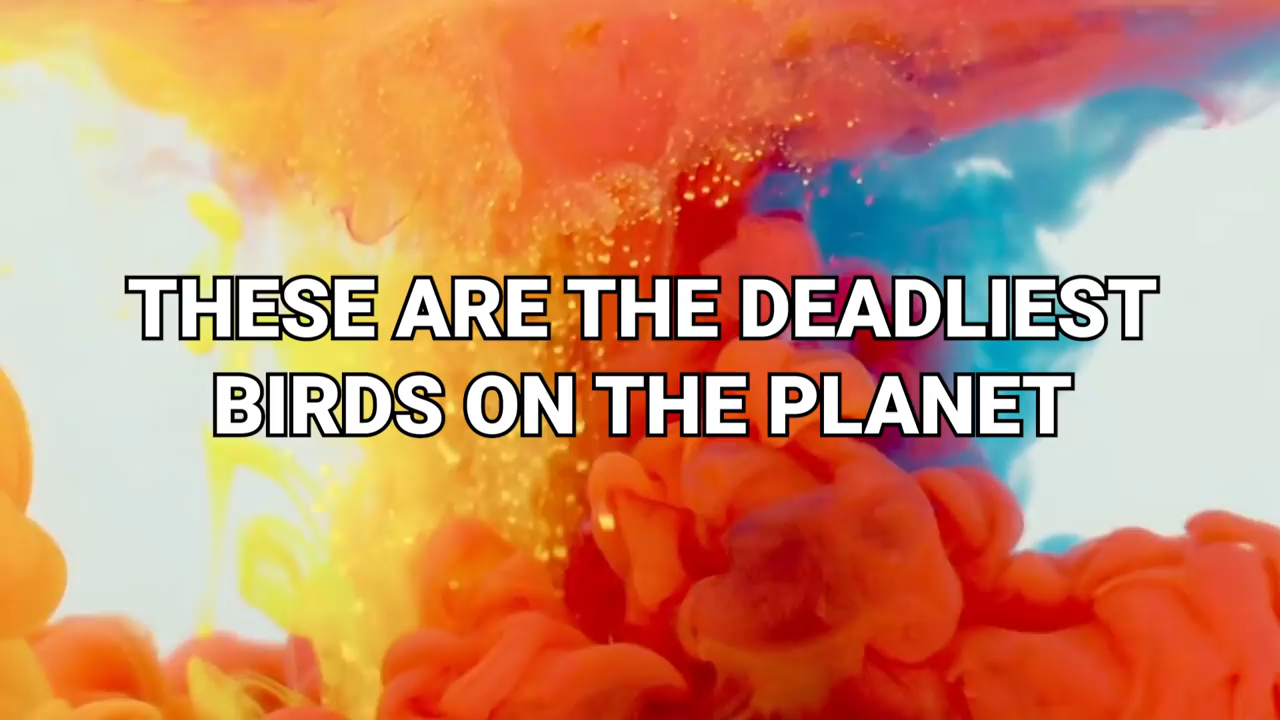 THESE ARE THE DEADLIEST
BIRDS ON THE PLANET